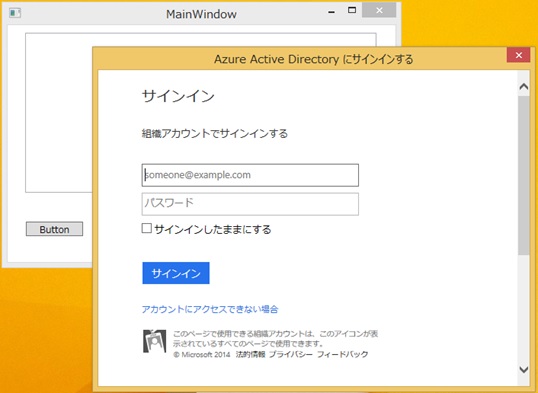 MainWindow
Azure Active Directory にサインインする
サインイン
組織アカウントでサインインする
someone@example.com
パスワード
サインインしたままにする
Button
サインイン
アカウントにアクセスできない場合
このページで使用できる組織アカウントは、このアイコンが表
示されているすべてのページで使用できます。
© Microsoft 2014 法的情報 プライバシー フィードバック